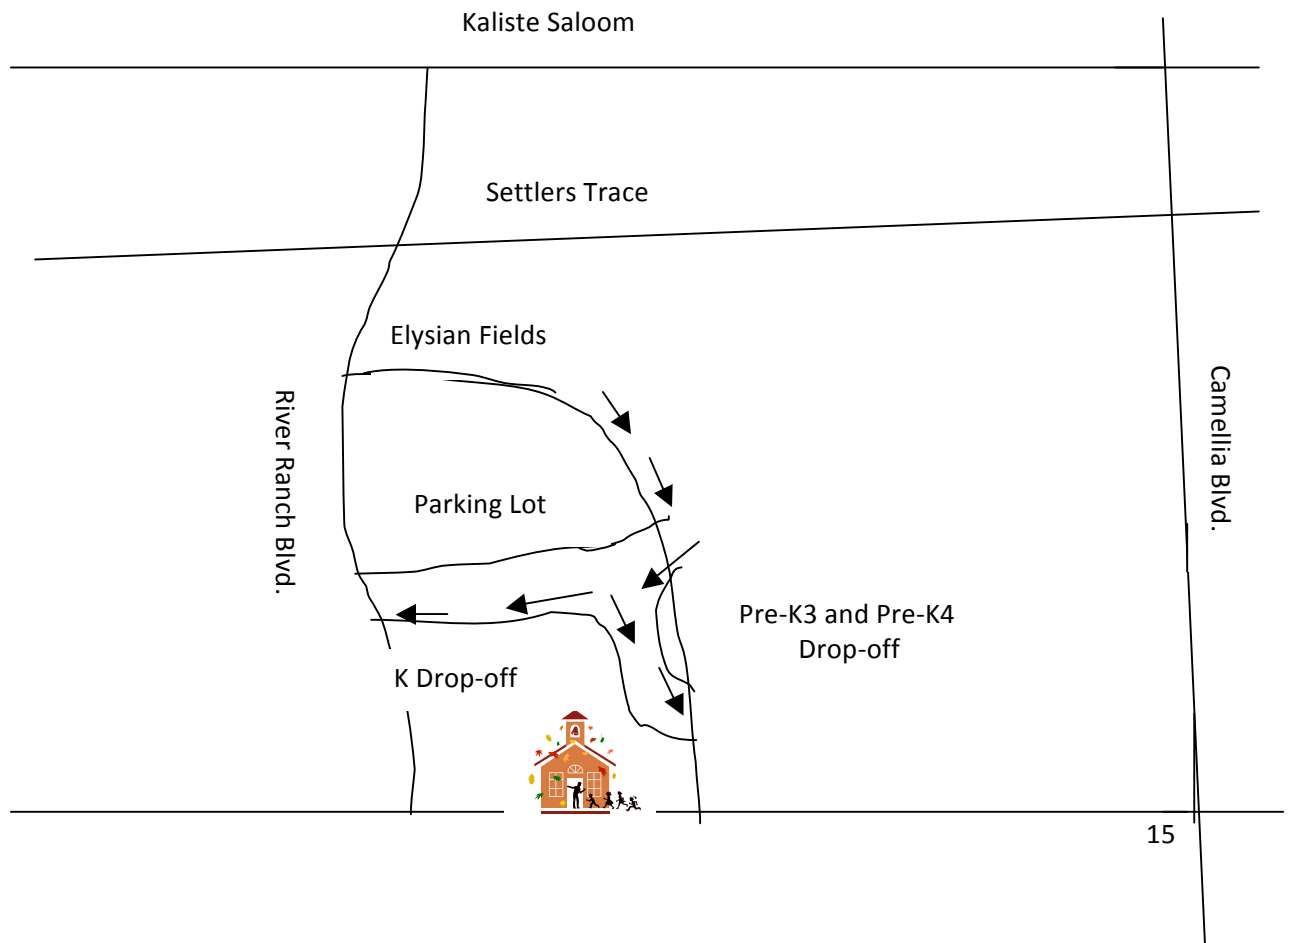 Kaliste Saloom
Settlers Trace
Elysian Fields
River Ranch Blvd.
Camellia Blvd.
Parking Lot
Pre-K3 and Pre-K4
Drop-off
K Drop-off
15